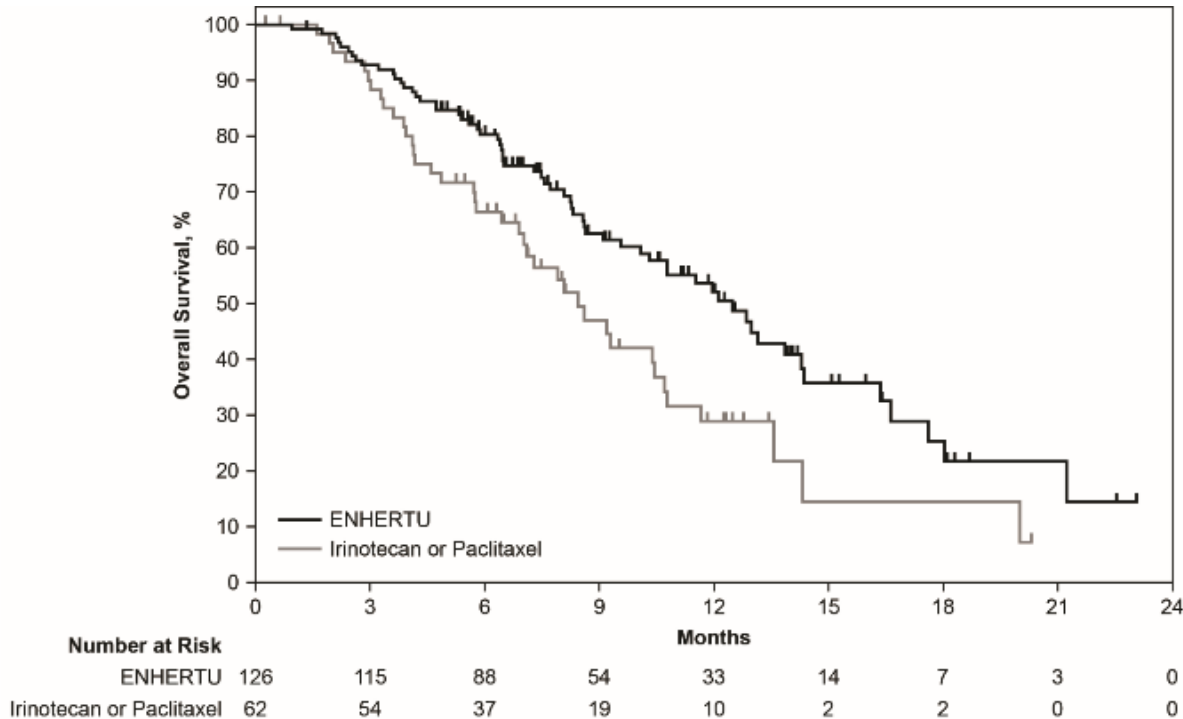 100
90
80
70
60
50
40
30
20
10
0
Overall Survival, %
ENHERTU
Irinotecan or Paclitaxel
0 3 6 9 12 15 18 21 24
Months
Number at Risk
ENHERTU 126 115 88 54 33 14 7 3 0
Irinotecan or Paclitaxel 62 54 37 19 10 2 2 0 0